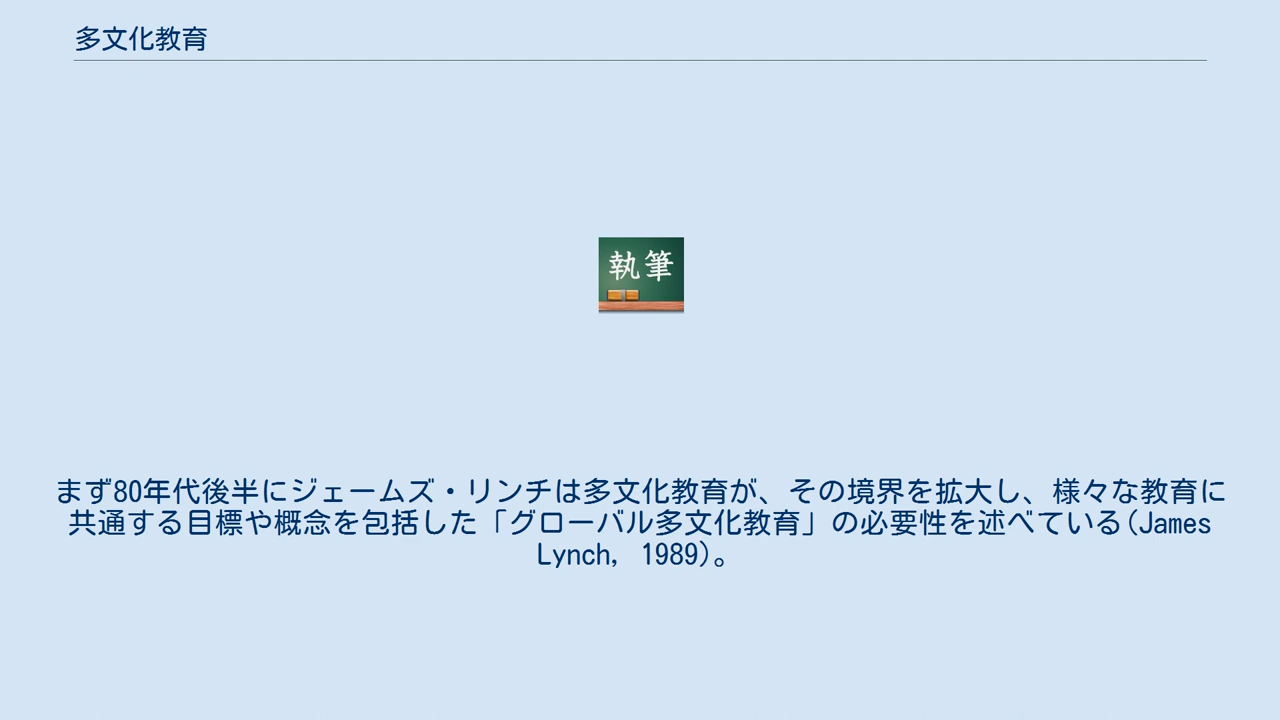 多文化教育
執筆
まず80年代後半にジェームズ・リンチは多文化教育が、その境界を拡大し、様々な教育に
共通する目標や概念を包括した「グローバル多文化教育」の必要性を述べている(James
Lynch, 1989)。